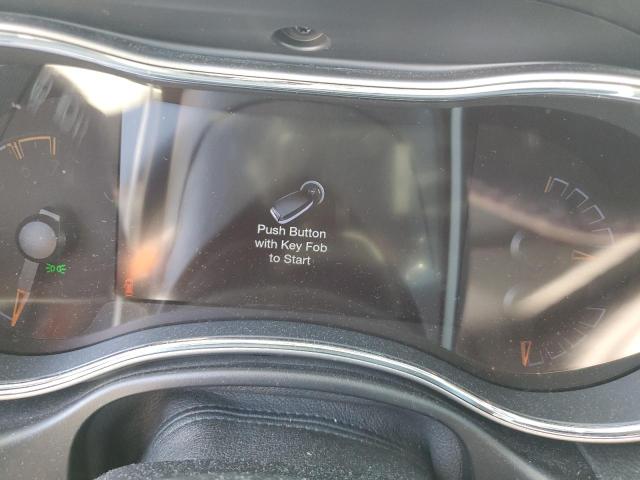 Push Button
with Key Fob
to Start